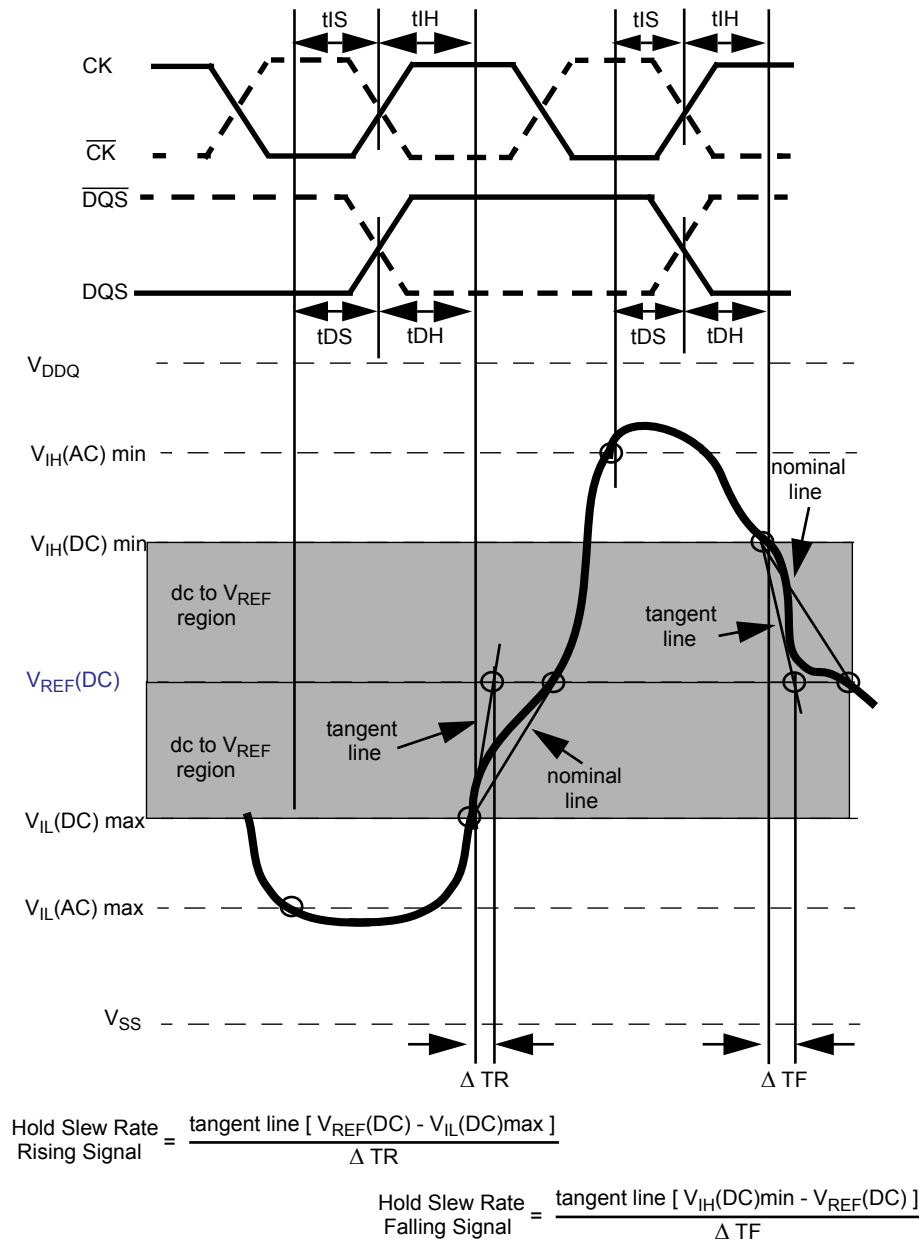 tIS tIH tIS tIH
CK
CK
DQS
DQS
tDS tDH tDS tDH
VDDQ
VIH(AC) min
nominal
line
VIH(DC) min
dc to VREF
region
tangent
line
VREF(DC)
tangent
line
dc to VREF
region
nominal
line
VIL(DC) max
VIL(AC) max
VSS
Δ TR Δ TF
Hold Slew Rate
Rising Signal = tangent line [ VREF(DC) - VIL(DC)max ]
Δ TR
Hold Slew Rate
Falling Signal = tangent line [ VIH(DC)min - VREF(DC) ]
Δ TF